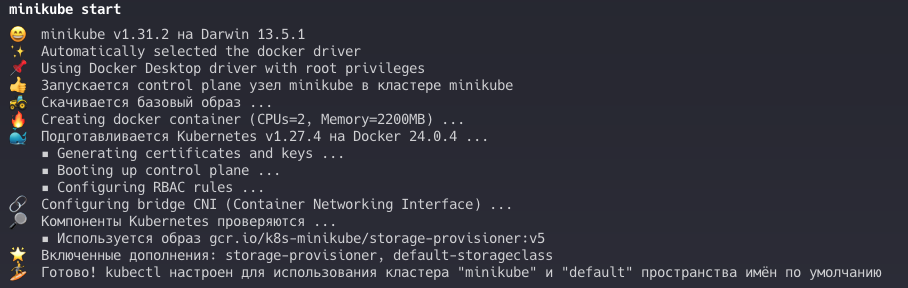 minikube start
😄 minikube v1.31.2 на Darwin 13.5.1
✨ Automatically selected the docker driver
📌 Using Docker Desktop driver with root privileges
👍 Запускается control plane узел minikube в кластере minikube
🚜 Скачивается базовый образ ...
🔥 Creating docker container (CPUs=2, Memory=2200MB) ...
🐳 Подготавливается Kubernetes v1.27.4 на Docker 24.0.4 ...
▪ Generating certificates and keys ...
▪ Booting up control plane ...
▪ Configuring RBAC rules ...
🔗 Configuring bridge CNI (Container Networking Interface) ...
🔎 Компоненты Kubernetes проверяются ...
▪ Используется образ gcr.io/k8s-minikube/storage-provisioner:v5
🌟 Включенные дополнения: storage-provisioner, default-storageclass
🏄 Готово! kubectl настроен для использования кластера "minikube" и "default" пространства имён по умолчанию